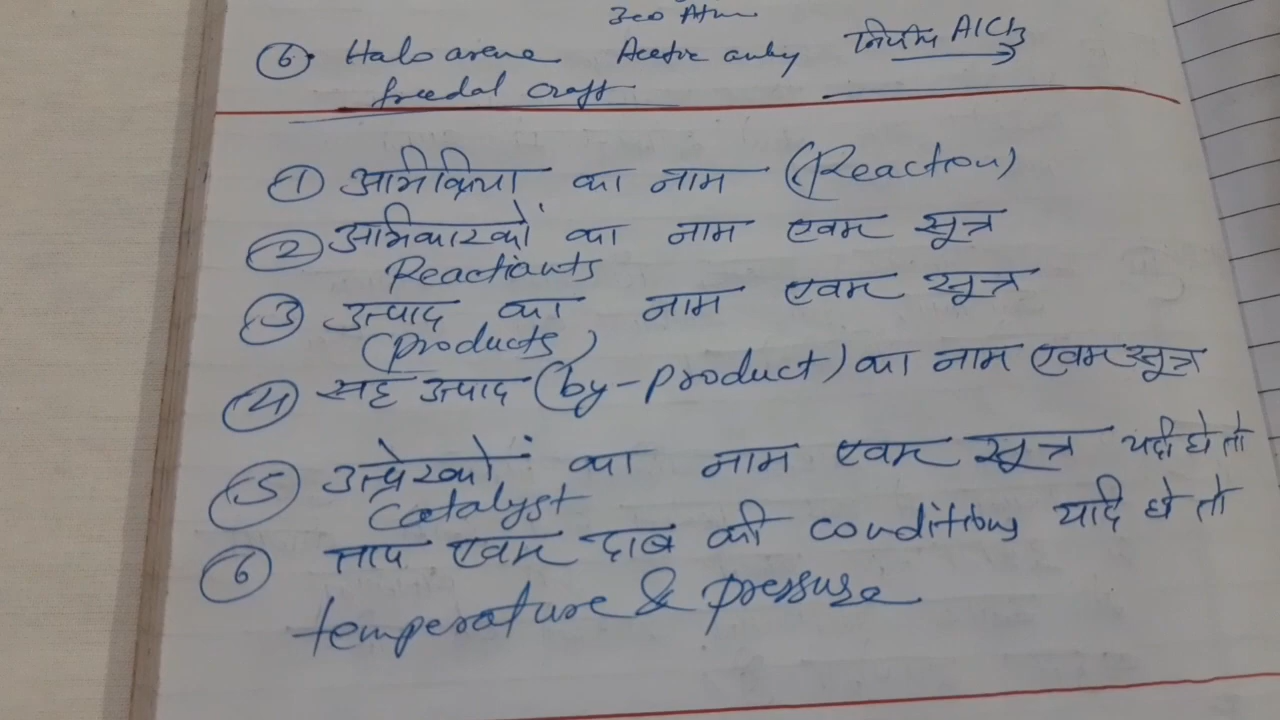 300 Atm
⑥ Haloarene Acetic anhy निर्जल AlCl3 →
freedal craft
① अभिक्रिया का नाम (Reaction)
② अभिकारकों का नाम एवम सूत्र
Reactants
③ उत्पाद का नाम एवम सूत्र
(products)
④ सह उत्पाद (by-product) का नाम एवम सूत्र
⑤ उत्प्रेरकों का नाम एवम सूत्र यदी हो तो
Catalyst
⑥ ताप एवम दाब की conditions यदि हो तो
temperature & pressure